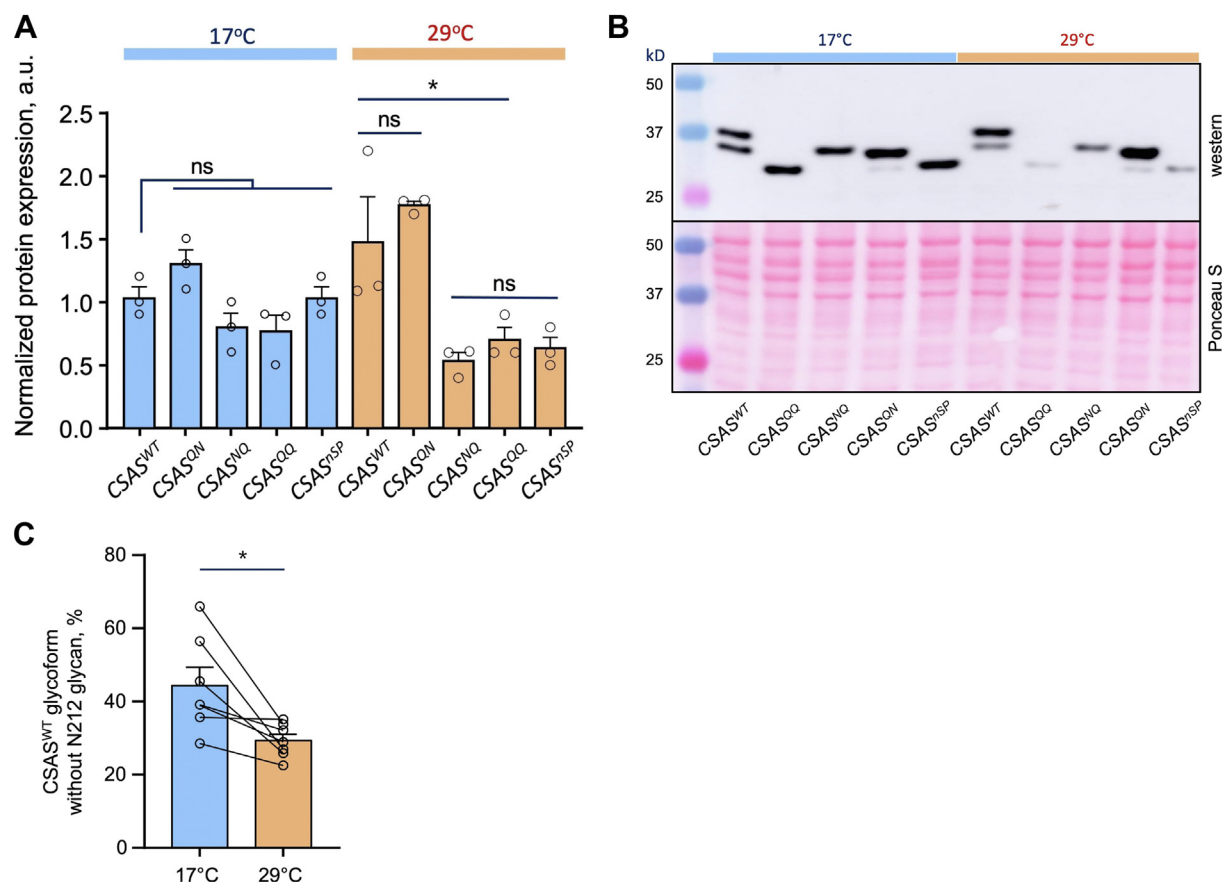 A
17°C
29°C
Normalized protein expression, a.u.
2.5
2.0
1.5
1.0
0.5
0.0
ns
*
ns
ns
CSAS^WT
CSAS^QN
CSAS^NQ
CSAS^QQ
CSAS^nSP
CSAS^WT
CSAS^QN
CSAS^NQ
CSAS^QQ
CSAS^nSP
B
kD
17°C
29°C
50
37
25
western
50
37
25
Ponceau S
CSAS^WT
CSAS^QQ
CSAS^NQ
CSAS^QN
CSAS^nSP
CSAS^WT
CSAS^QQ
CSAS^NQ
CSAS^QN
CSAS^nSP
C
CSAS^WT glycoform
without N212 glycan, %
80
60
40
20
0
*
17°C
29°C